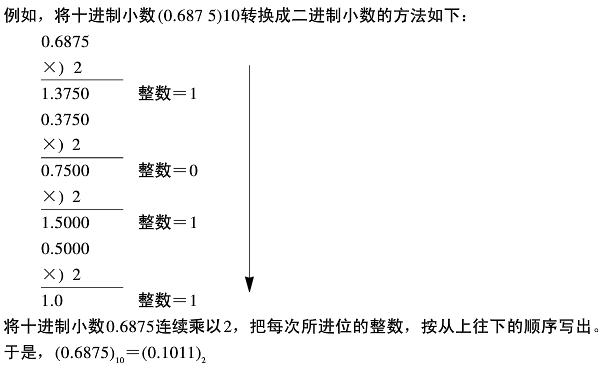 例如，将十进制小数(0.687 5)10转换成二进制小数的方法如下：
0.6875
×) 2
1.3750 整数＝1
0.3750
×) 2
0.7500 整数＝0
×) 2
1.5000 整数＝1
0.5000
×) 2
1.0 整数＝1
将十进制小数0.6875连续乘以2，把每次所进位的整数，按从上往下的顺序写出。
于是，(0.6875)₁₀＝(0.1011)₂